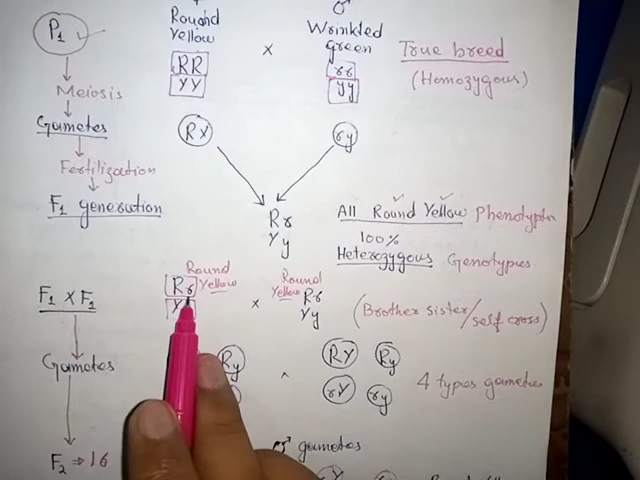 P1
♂
Round
Yellow
×
Wrinkled
green
RR
YY
rr
yy
True breed
(Homozygous)
Meiosis
Gametes
RY
ry
Fertilization
F1 generation
Rr
Yy
All Round Yellow Phenotypes
100%
Heterozygous Genotypes
F1 × F1
Round
Yellow
Rr
×
Round
Yellow
Rr
Yy
(Brother sister/self cross)
Gametes
Ry
×
RY
Ry
rY
ry
4 types gametes
F2 ⇒ 16
♂ gametes